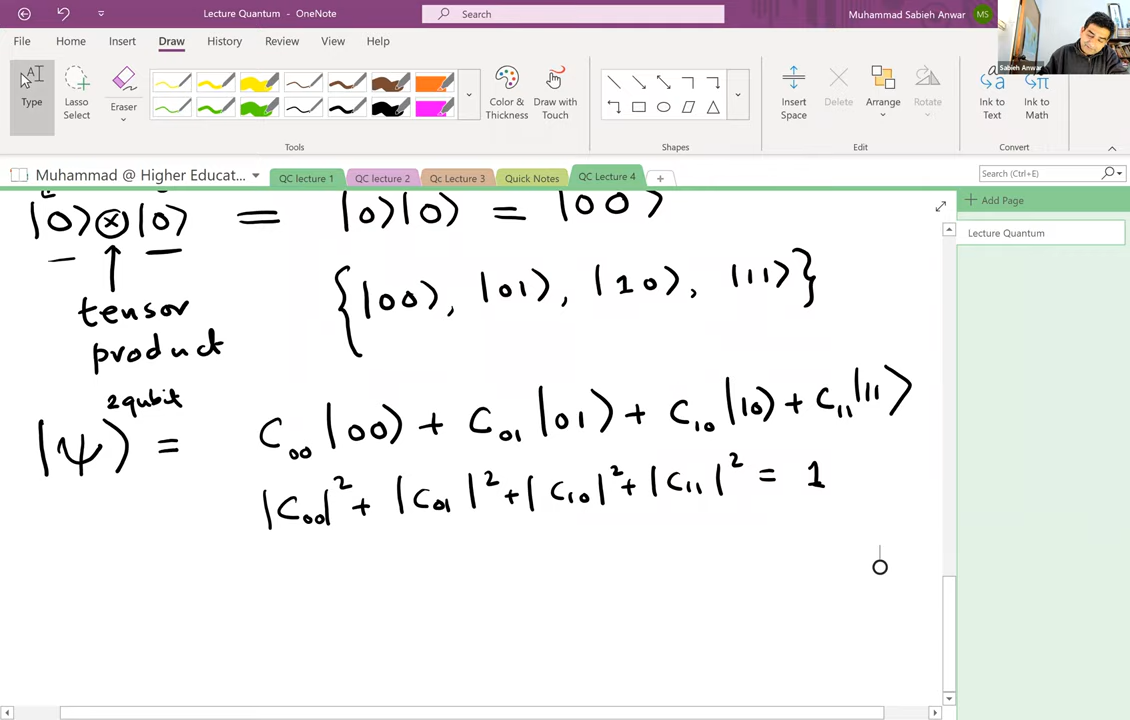 Lecture Quantum - OneNote
Search
Muhammad Sabieh Anwar
MS
File Home Insert Draw History Review View Help
Sabieh Anwar
Type
Lasso Select
Eraser
Color & Thickness
Draw with Touch
Insert Space
Delete
Arrange
Rotate
Ink to Text
Ink to Math
Tools
Shapes
Edit
Convert
Muhammad @ Higher Educat...
QC lecture 1
QC lecture 2
Qc Lecture 3
Quick Notes
QC Lecture 4
Search (Ctrl+E)
Add Page
Lecture Quantum
|0⟩⊗|0⟩ = |0⟩|0⟩ = |00⟩
{|00⟩, |01⟩, |10⟩, |11⟩}
tensor
product
2qubit
|ψ⟩ = C₀₀|00⟩ + C₀₁|01⟩ + C₁₀|10⟩ + C₁₁|11⟩
|C₀₀|² + |C₀₁|² + |C₁₀|² + |C₁₁|² = 1